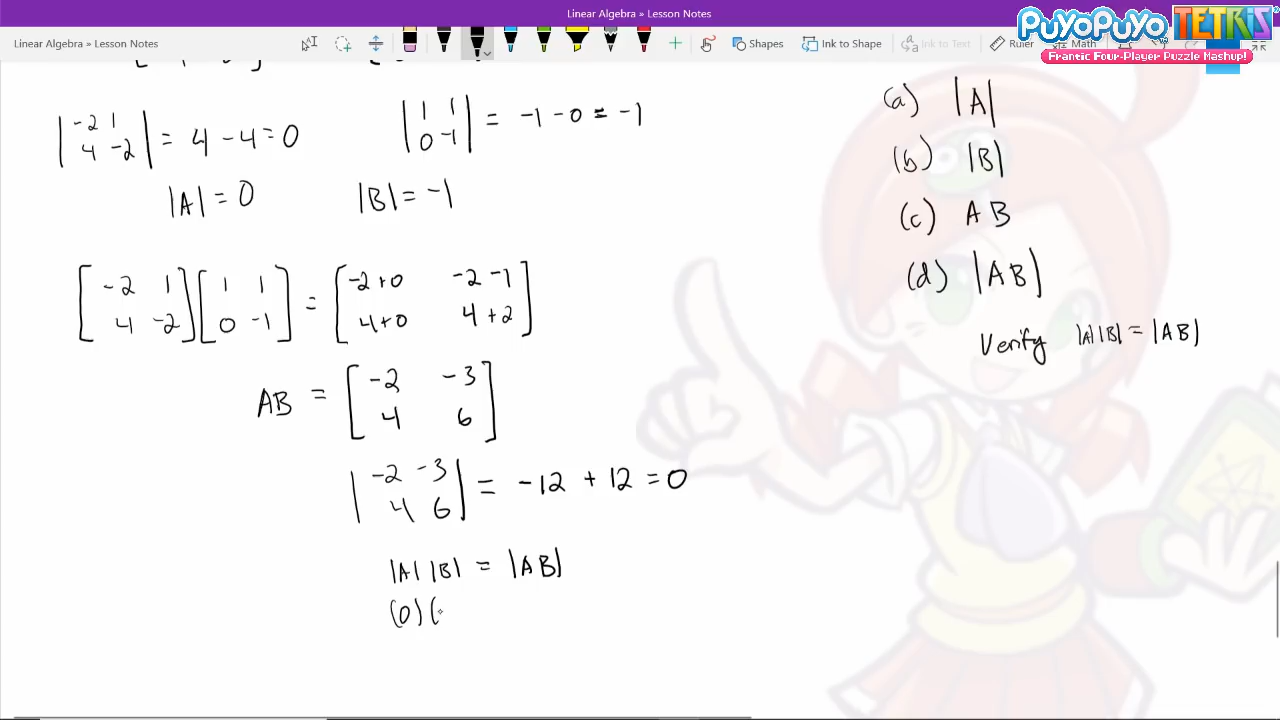 Linear Algebra » Lesson Notes
Linear Algebra » Lesson Notes
Shapes
Ink to Shape
Ink to Text
Ruler
Math
PUYOPUYO TETRIS
Frantic Four-Player Puzzle Mashup!
|-2 1| = 4 - 4 = 0
|4 -2|
|1 1| = -1 - 0 = -1
|0 -1|
|A| = 0
|B| = -1
[-2 1] [1 1] = [-2+0 -2-1]
[4 -2] [0 -1] [4+0 4+2]
AB = [-2 -3]
[4 6]
|-2 -3| = -12 + 12 = 0
|4 6|
|A| |B| = |AB|
(0) (
(a) |A|
(b) |B|
(c) AB
(d) |AB|
Verify |A||B| = |AB|